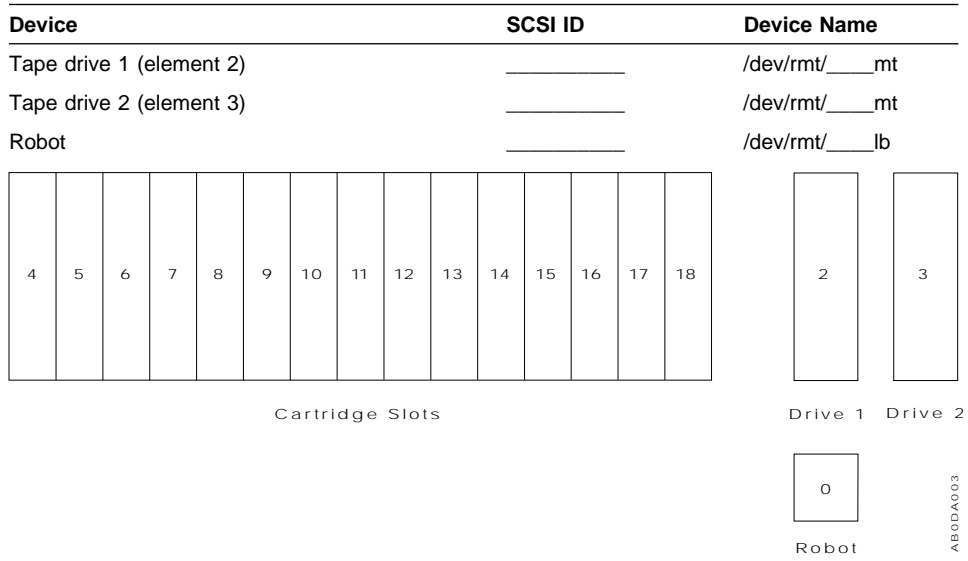 Device SCSI ID Device Name
Tape drive 1 (element 2) __________ /dev/rmt/____mt
Tape drive 2 (element 3) __________ /dev/rmt/____mt
Robot __________ /dev/rmt/____lb
4 5 6 7 8 9 10 11 12 13 14 15 16 17 18 2 3
Cartridge Slots Drive 1 Drive 2
0
Robot
AB0DA003